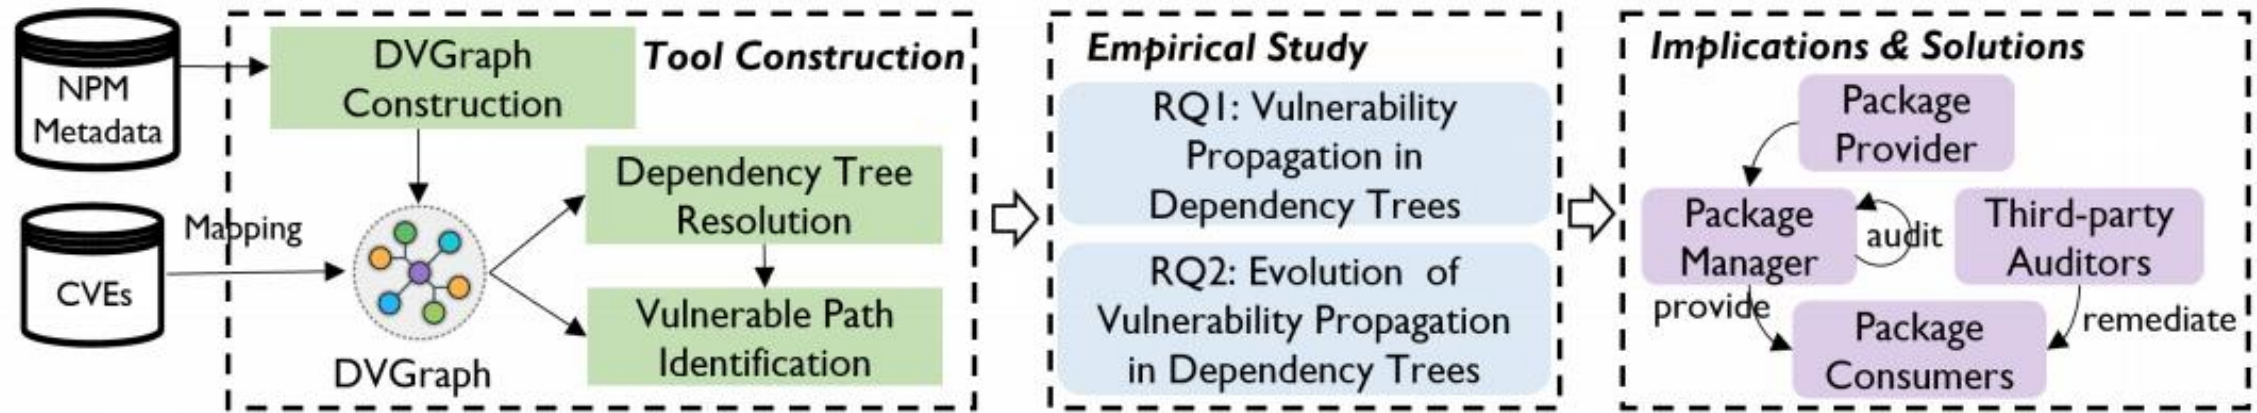 NPM
Metadata
CVEs
Mapping
DVGraph
Construction
Tool Construction
DVGraph
Dependency Tree
Resolution
Vulnerable Path
Identification
Empirical Study
RQ1: Vulnerability
Propagation in
Dependency Trees
RQ2: Evolution of
Vulnerability Propagation
in Dependency Trees
Implications & Solutions
Package
Provider
Package
Manager
audit
Third-party
Auditors
provide
remediate
Package
Consumers